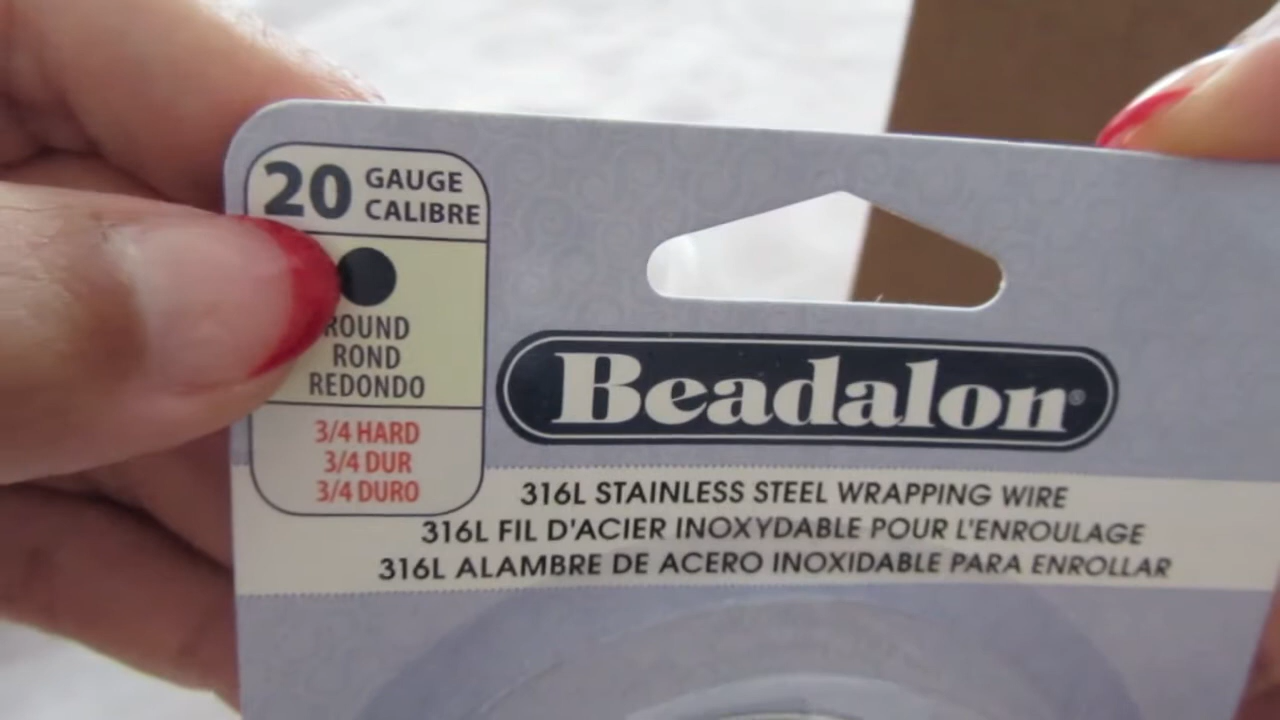 20 GAUGE
CALIBRE
ROUND
ROND
REDONDO
3/4 HARD
3/4 DUR
3/4 DURO
Beadalon®
316L STAINLESS STEEL WRAPPING WIRE
316L FIL D'ACIER INOXYDABLE POUR L'ENROULAGE
316L ALAMBRE DE ACERO INOXIDABLE PARA ENROLLAR